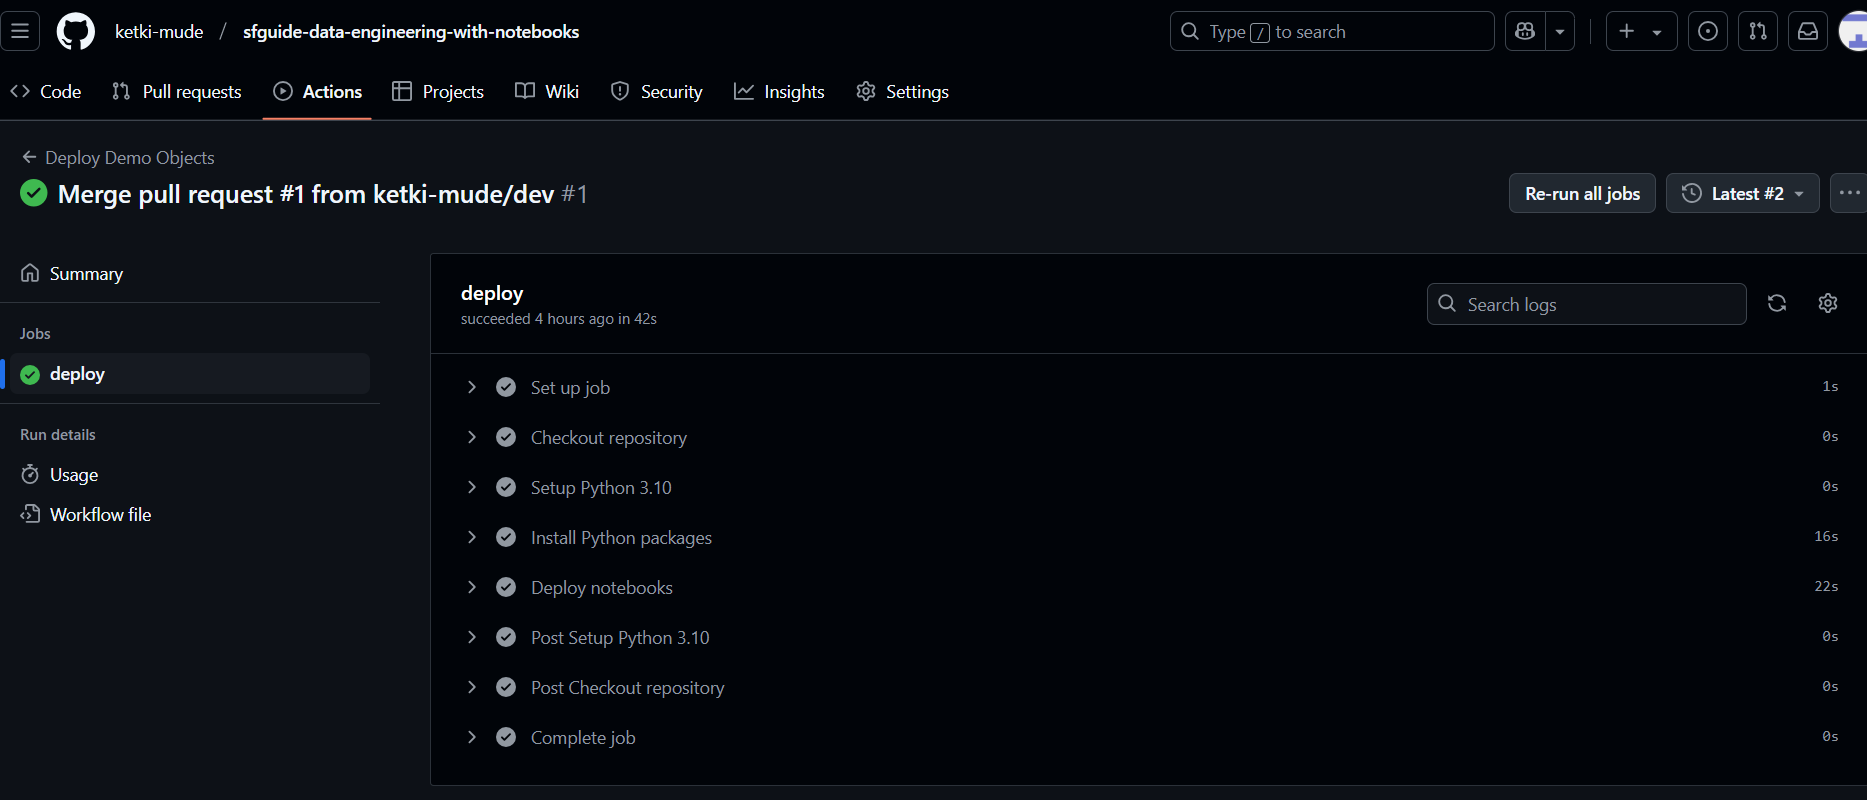 ketki-mude / sfguide-data-engineering-with-notebooks
Type / to search
Code Pull requests Actions Projects Wiki Security Insights Settings
Deploy Demo Objects
Merge pull request #1 from ketki-mude/dev #1
Re-run all jobs
Latest #2
Summary
Jobs
deploy
Run details
Usage
Workflow file
deploy
succeeded 4 hours ago in 42s
Search logs
Set up job 1s
Checkout repository 0s
Setup Python 3.10 0s
Install Python packages 16s
Deploy notebooks 22s
Post Setup Python 3.10 0s
Post Checkout repository 0s
Complete job 0s